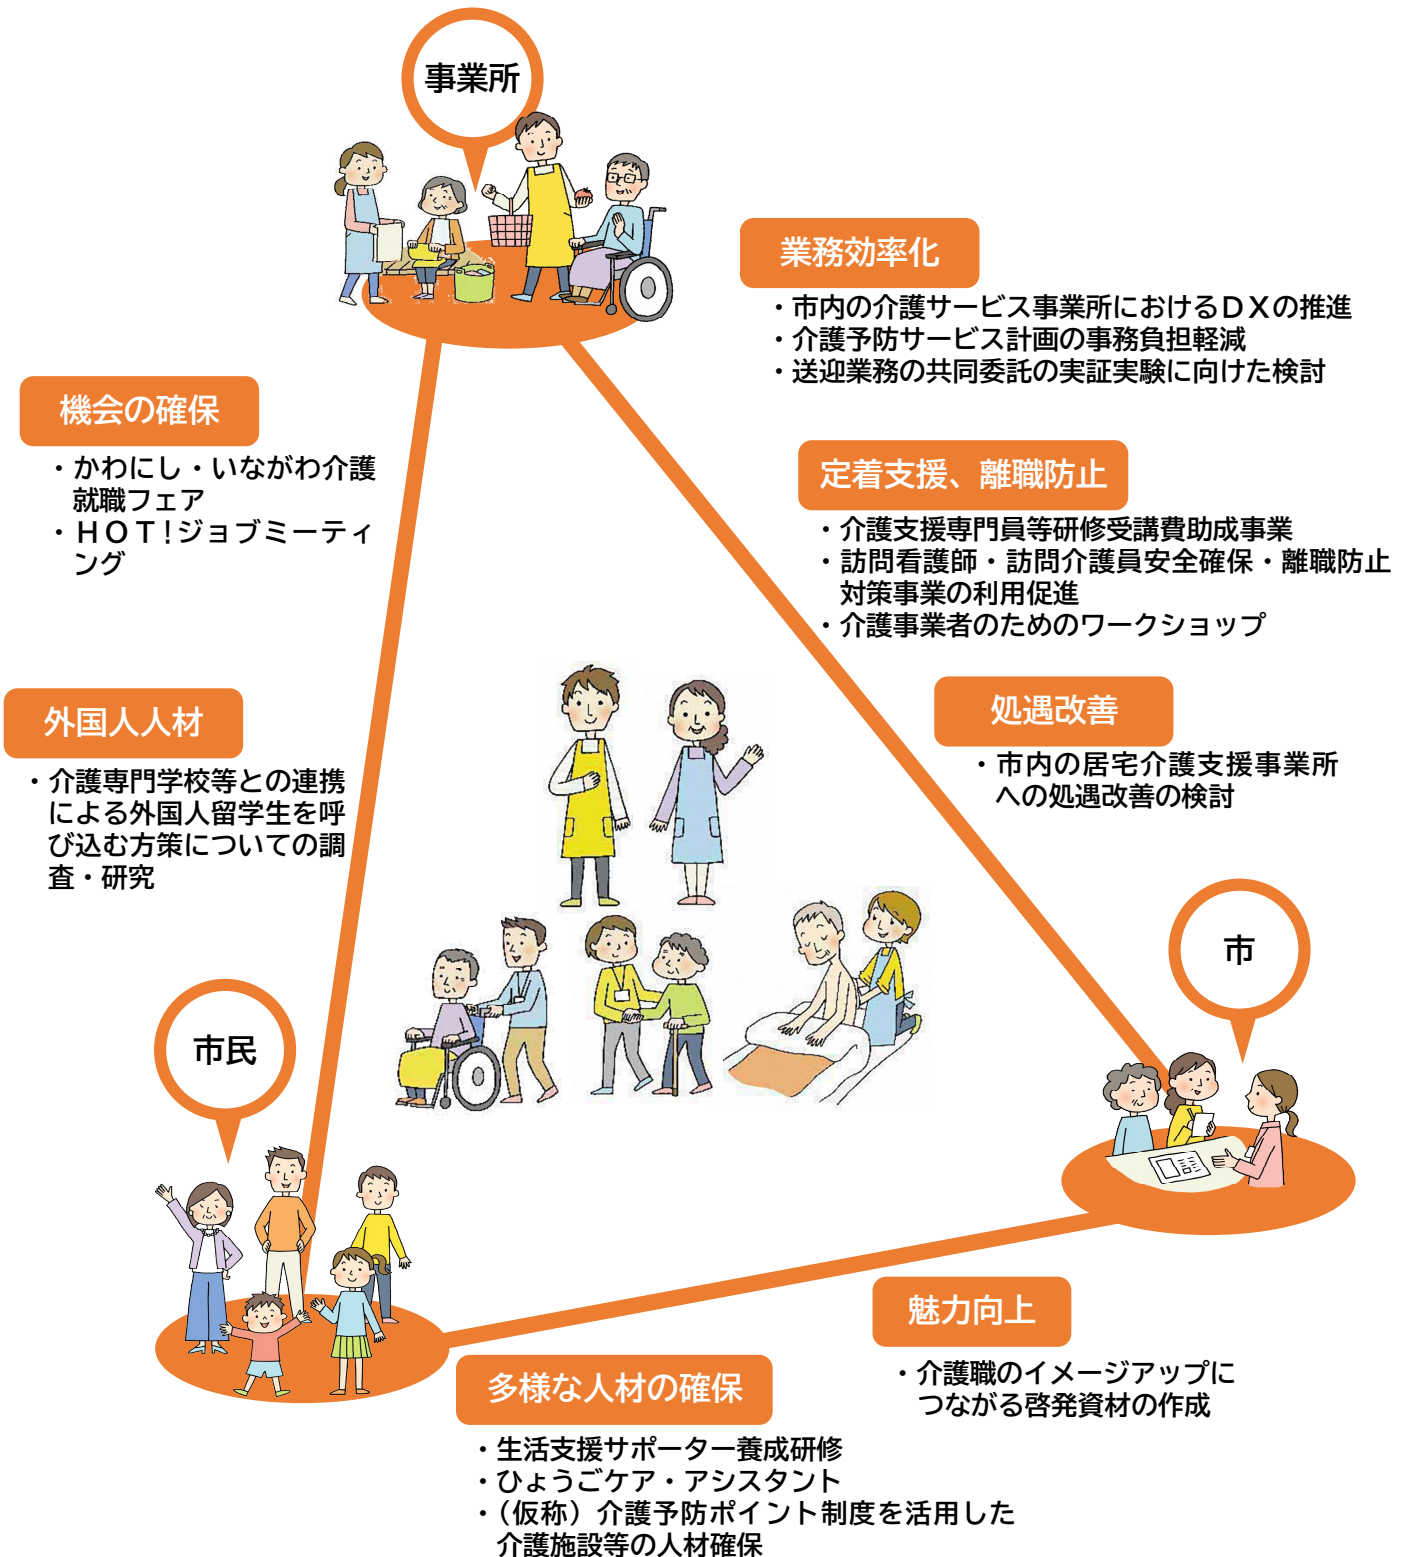 事業所
業務効率化
・市内の介護サービス事業所におけるDXの推進
・介護予防サービス計画の事務負担軽減
・送迎業務の共同委託の実証実験に向けた検討
機会の確保
・かわにし・いながわ介護
就職フェア
・HOT!ジョブミーティ
ング
定着支援、離職防止
・介護支援専門員等研修受講費助成事業
・訪問看護師・訪問介護員安全確保・離職防止
対策事業の利用促進
・介護事業者のためのワークショップ
外国人人材
・介護専門学校等との連携
による外国人留学生を呼
び込む方策についての調
査・研究
処遇改善
・市内の居宅介護支援事業所
への処遇改善の検討
市
市民
魅力向上
・介護職のイメージアップに
つながる啓発資材の作成
多様な人材の確保
・生活支援サポーター養成研修
・ひょうごケア・アシスタント
・(仮称)介護予防ポイント制度を活用した
介護施設等の人材確保